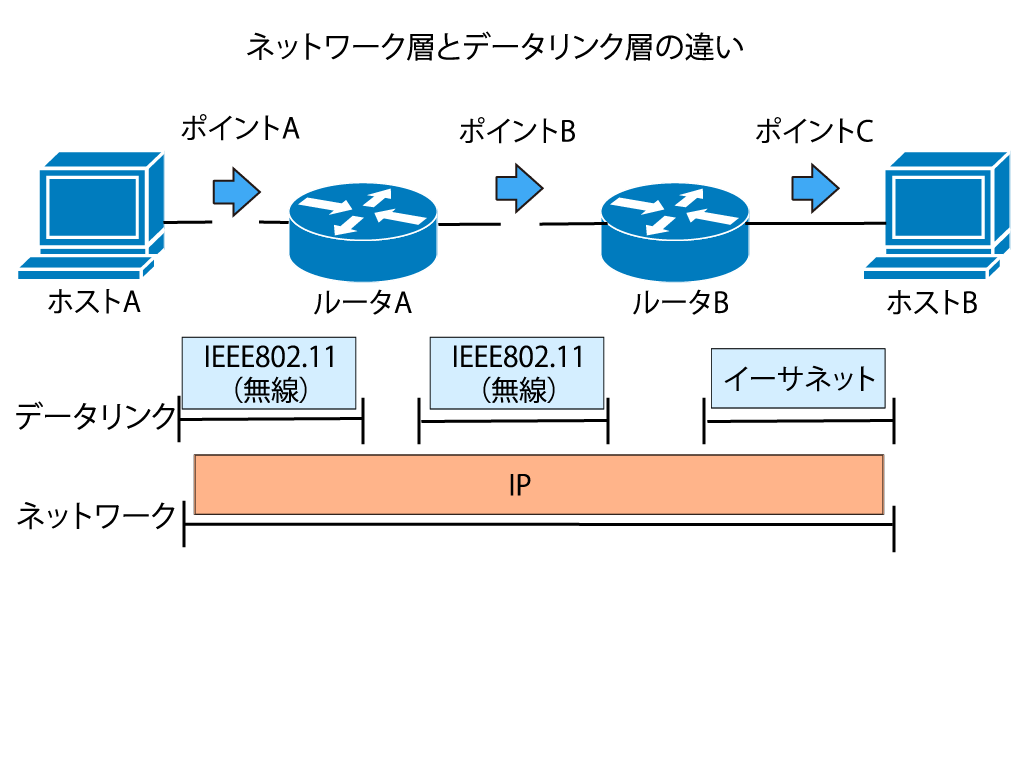 ネットワーク層とデータリンク層の違い
ポイントA
ポイントB
ポイントC
ホストA
ルータA
ルータB
ホストB
IEEE802.11
（無線）
IEEE802.11
（無線）
イーサネット
データリンク
IP
ネットワーク